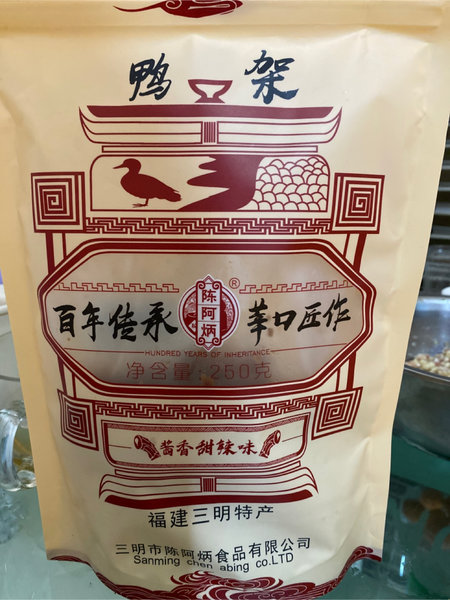 鸭架
百年传承
陈阿炳
®
莘口匠作
HUNDRED YEARS OF INHERITANCE
净含量：250克
酱香甜辣味
福建三明特产
三明市陈阿炳食品有限公司
Sanming chen abing co.LTD